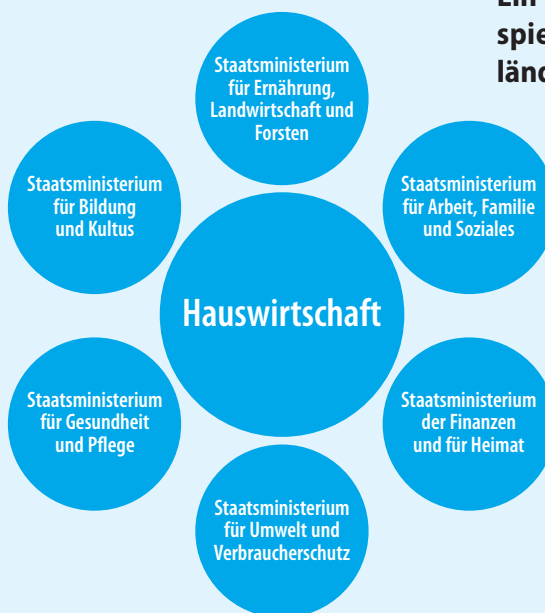 Ein
Staatsministerium
für Ernährung,
Landwirtschaft und
Forsten
Staatsministerium
für Bildung
und Kultus
Staatsministerium
für Arbeit, Familie
und Soziales
Hauswirtschaft
Staatsministerium
für Gesundheit
und Pflege
Staatsministerium
der Finanzen
und für Heimat
Staatsministerium
für Umwelt und
Verbraucherschutz